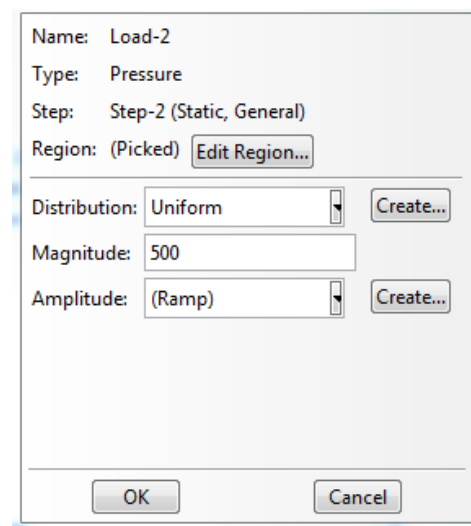 Name: Load-2
Type: Pressure
Step: Step-2 (Static, General)
Region: (Picked) Edit Region...
Distribution: Uniform Create...
Magnitude: 500
Amplitude: (Ramp) Create...
OK Cancel